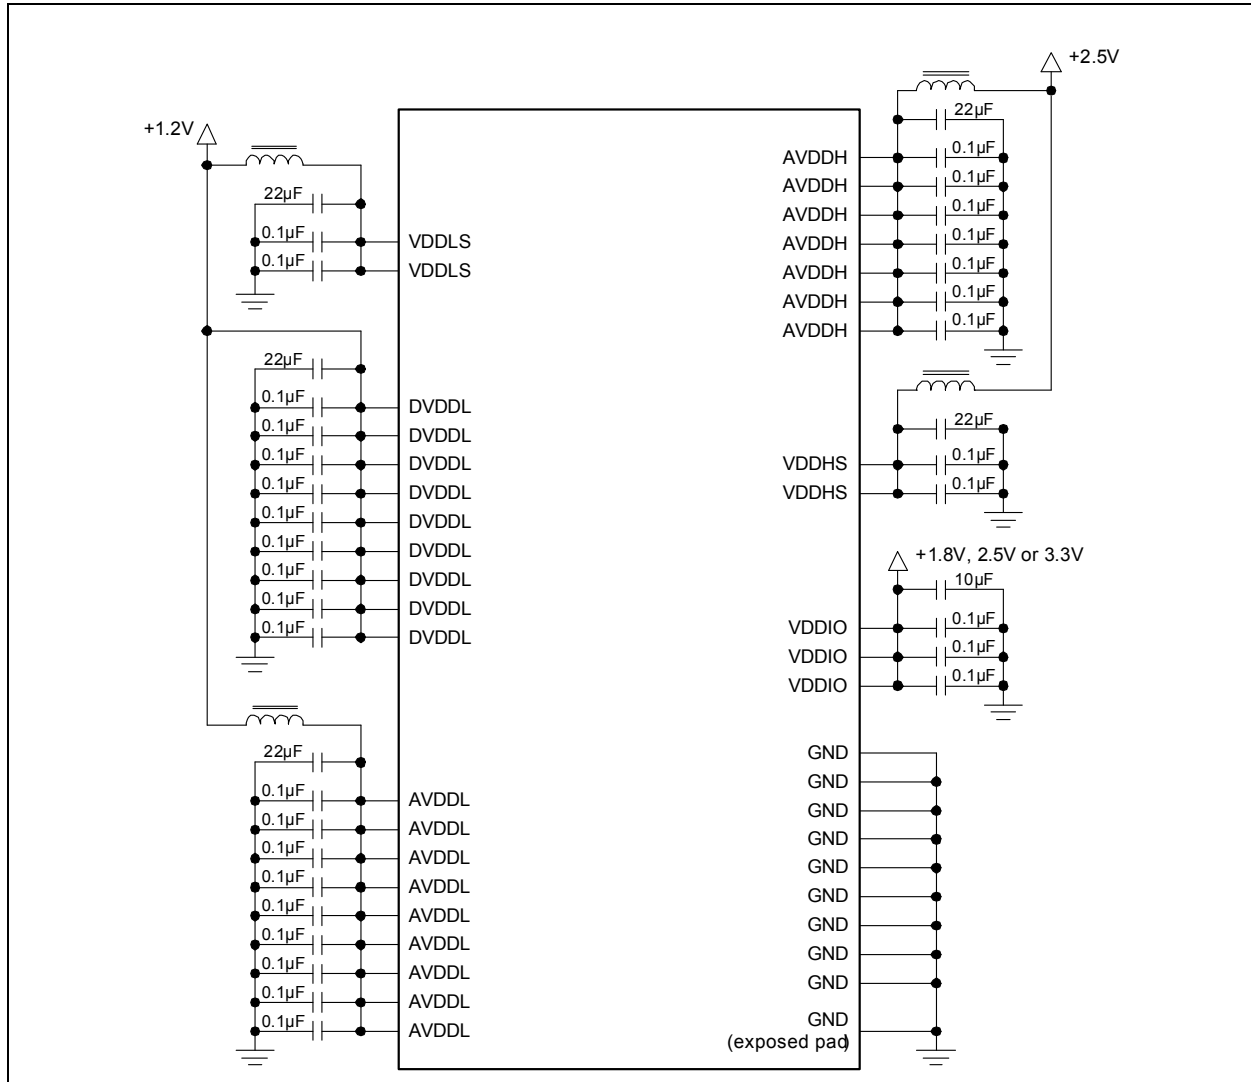 +1.2V
22µF
0.1µF
0.1µF
VDDLS
VDDLS
22µF
0.1µF
0.1µF
0.1µF
0.1µF
0.1µF
0.1µF
0.1µF
0.1µF
0.1µF
DVDDL
DVDDL
DVDDL
DVDDL
DVDDL
DVDDL
DVDDL
DVDDL
DVDDL
22µF
0.1µF
0.1µF
0.1µF
0.1µF
0.1µF
0.1µF
0.1µF
0.1µF
0.1µF
AVDDL
AVDDL
AVDDL
AVDDL
AVDDL
AVDDL
AVDDL
AVDDL
AVDDL
+2.5V
22µF
AVDDH
AVDDH
AVDDH
AVDDH
AVDDH
AVDDH
AVDDH
0.1µF
0.1µF
0.1µF
0.1µF
0.1µF
0.1µF
0.1µF
22µF
VDDHS
VDDHS
0.1µF
0.1µF
+1.8V, 2.5V or 3.3V
10µF
VDDIO
VDDIO
VDDIO
0.1µF
0.1µF
0.1µF
GND
GND
GND
GND
GND
GND
GND
GND
GND
GND
(exposed pad)